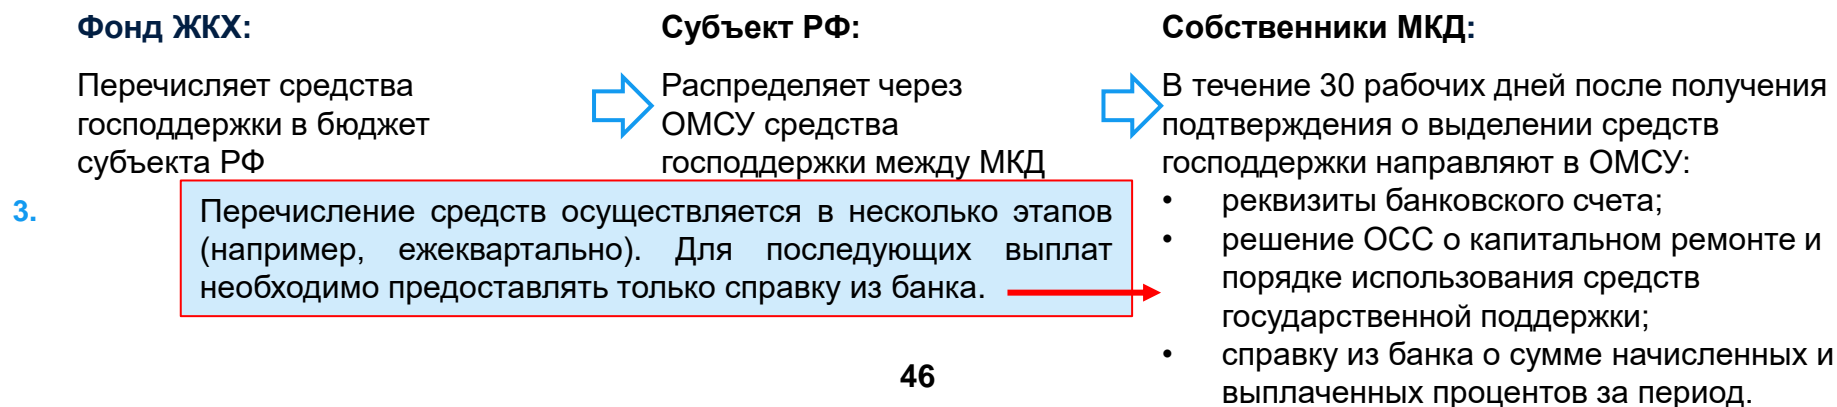 Фонд ЖКХ:
Перечисляет средства
господдержки в бюджет
субъекта РФ
Субъект РФ:
Распределяет через
ОМСУ средства
господдержки между МКД
Собственники МКД:
В течение 30 рабочих дней после получения
подтверждения о выделении средств
господдержки направляют в ОМСУ:
• реквизиты банковского счета;
• решение ОСС о капитальном ремонте и
порядке использования средств
государственной поддержки;
• справку из банка о сумме начисленных и
выплаченных процентов за период.
3.
Перечисление средств осуществляется в несколько этапов
(например, ежеквартально). Для последующих выплат
необходимо предоставлять только справку из банка.
46